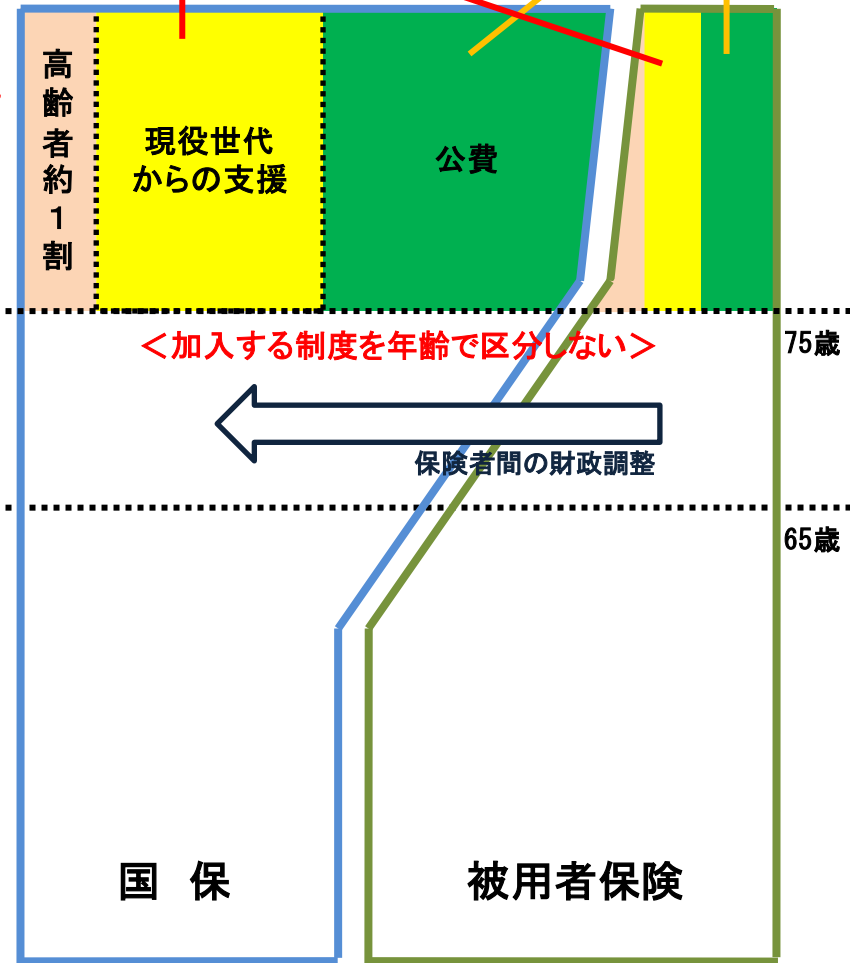 高齢者約1割
現役世代
からの支援
公費
＜加入する制度を年齢で区分しない＞
75歳
保険者間の財政調整
65歳
国 保
被用者保険